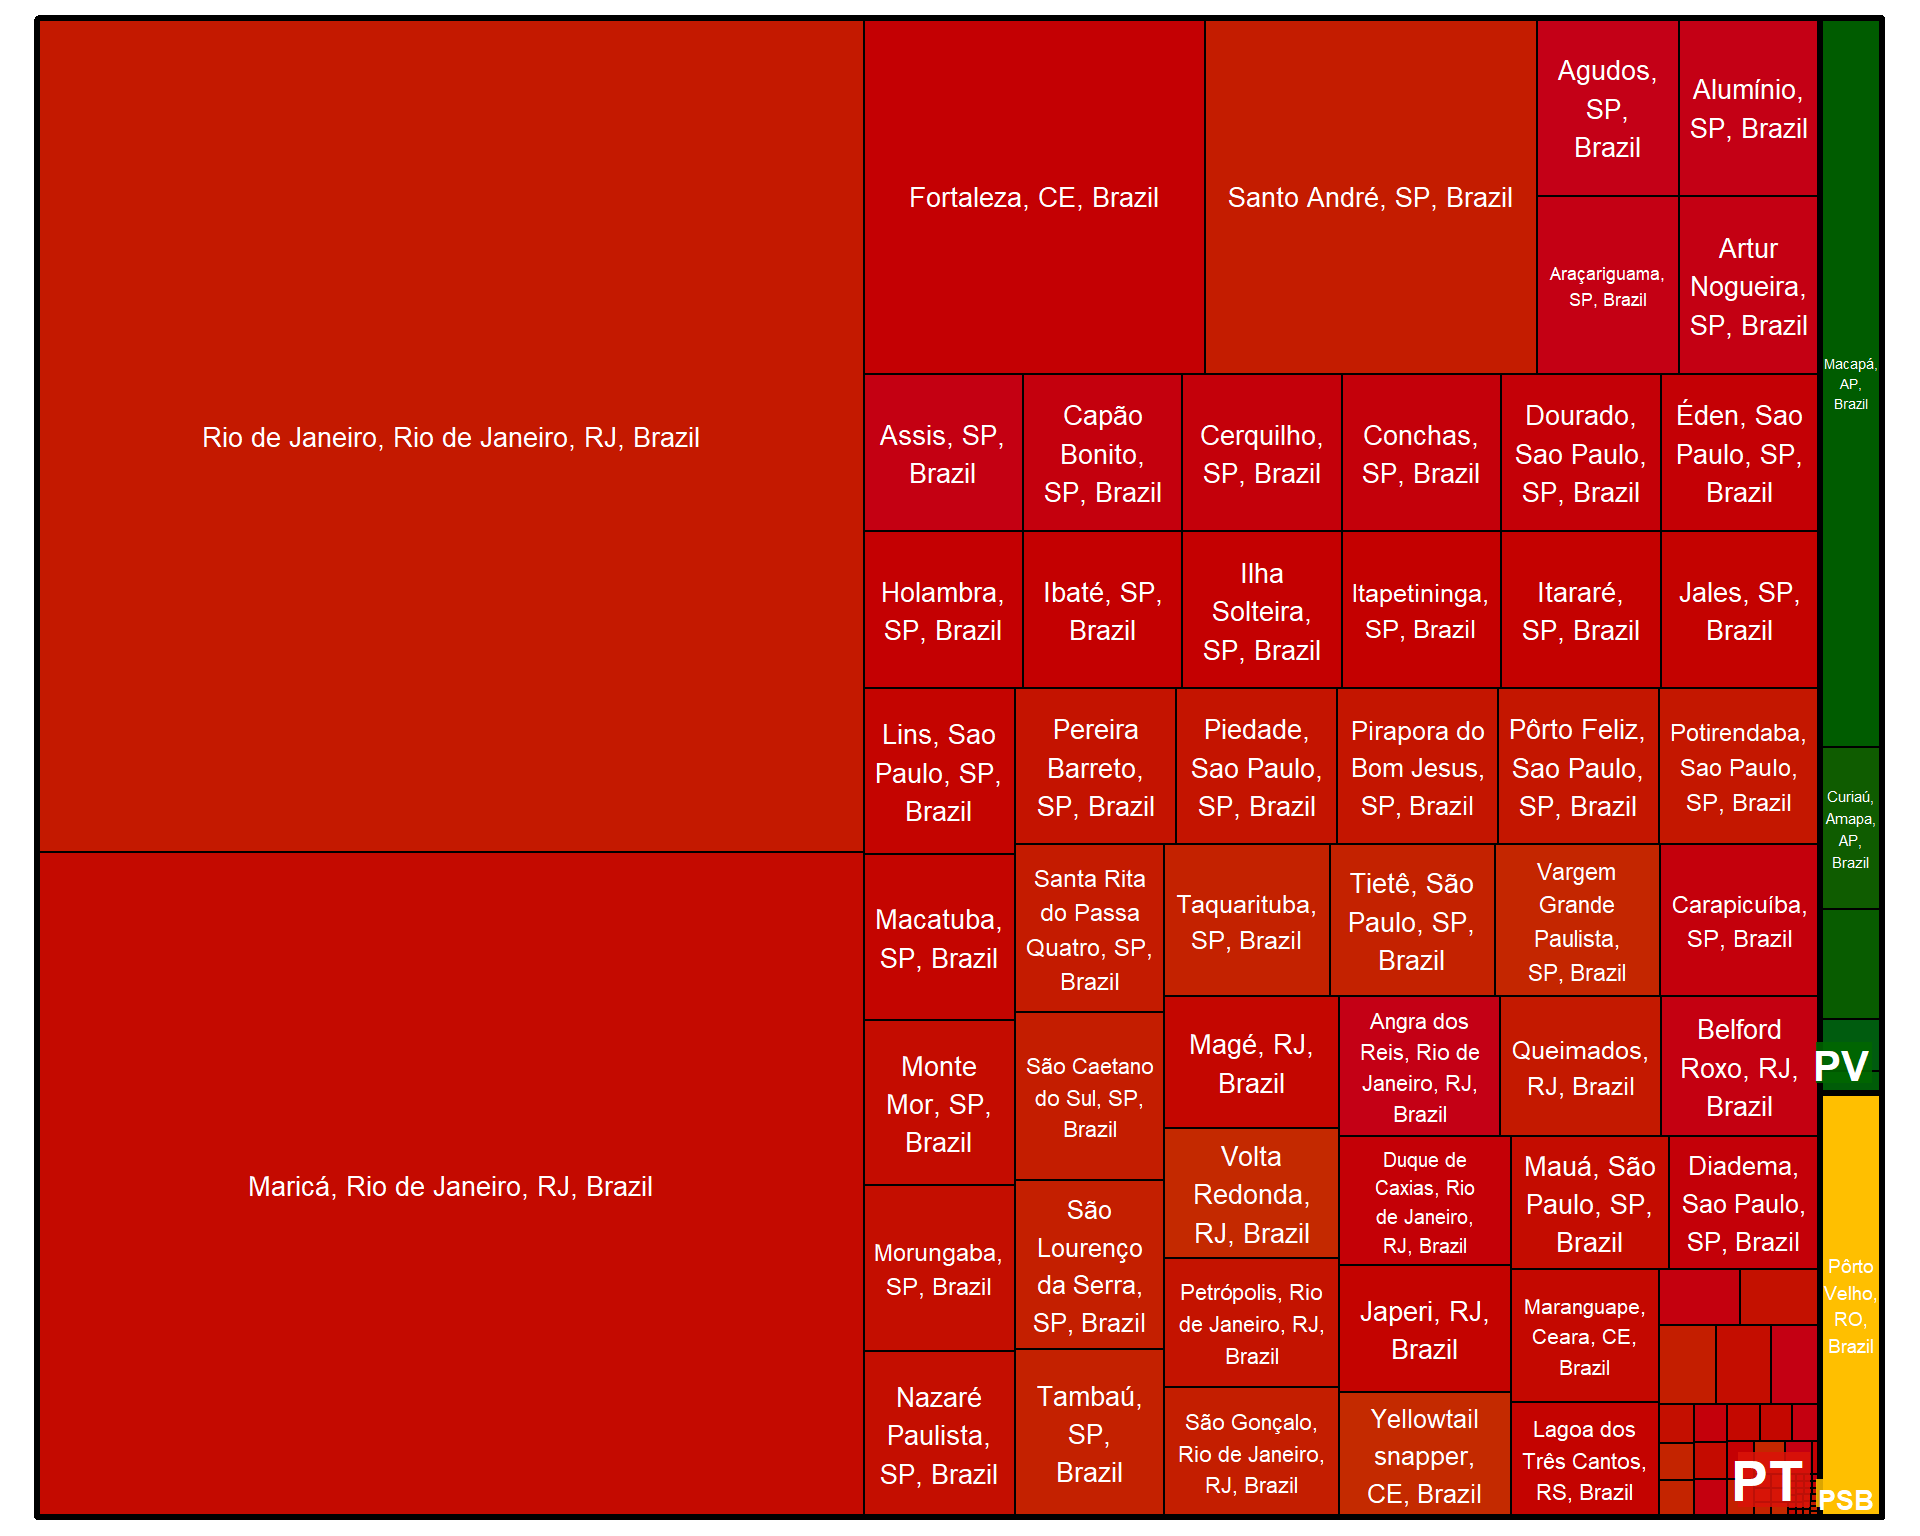 Rio de Janeiro, Rio de Janeiro, RJ, Brazil
Maricá, Rio de Janeiro, RJ, Brazil
Fortaleza, CE, Brazil
Santo André, SP, Brazil
Agudos,
SP,
Brazil
Alumínio,
SP, Brazil
Araçariguama,
SP, Brazil
Artur
Nogueira,
SP, Brazil
Assis, SP,
Brazil
Capão
Bonito,
SP, Brazil
Cerquilho,
SP, Brazil
Conchas,
SP, Brazil
Dourado,
Sao Paulo,
SP, Brazil
Éden, Sao
Paulo, SP,
Brazil
Holambra,
SP, Brazil
Ibaté, SP,
Brazil
Ilha
Solteira,
SP, Brazil
Itapetininga,
SP, Brazil
Itararé,
SP, Brazil
Jales, SP,
Brazil
Lins, Sao
Paulo, SP,
Brazil
Pereira
Barreto,
SP, Brazil
Piedade,
Sao Paulo,
SP, Brazil
Pirapora do
Bom Jesus,
SP, Brazil
Pôrto Feliz,
Sao Paulo,
SP, Brazil
Potirendaba,
Sao Paulo,
SP, Brazil
Macatuba,
SP, Brazil
Santa Rita
do Passa
Quatro, SP,
Brazil
Taquarituba,
SP, Brazil
Tietê, São
Paulo, SP,
Brazil
Vargem
Grande
Paulista,
SP, Brazil
Carapicuíba,
SP, Brazil
Monte
Mor, SP,
Brazil
São Caetano
do Sul, SP,
Brazil
Magé, RJ,
Brazil
Angra dos
Reis, Rio de
Janeiro, RJ,
Brazil
Queimados,
RJ, Brazil
Belford
Roxo, RJ,
Brazil
Morungaba,
SP, Brazil
São
Lourenço
da Serra,
SP, Brazil
Volta
Redonda,
RJ, Brazil
Duque de
Caxias, Rio
de Janeiro,
RJ, Brazil
Mauá, São
Paulo, SP,
Brazil
Diadema,
Sao Paulo,
SP, Brazil
Petrópolis, Rio
de Janeiro, RJ,
Brazil
Japeri, RJ,
Brazil
Maranguape,
Ceara, CE,
Brazil
Nazaré
Paulista,
SP, Brazil
Tambaú,
SP,
Brazil
São Gonçalo,
Rio de Janeiro,
RJ, Brazil
Yellowtail
snapper,
CE, Brazil
Lagoa dos
Três Cantos,
RS, Brazil
PT
Macapá,
AP,
Brazil
Curiaú,
Amapa,
AP,
Brazil
PV
Pôrto
Velho,
RO,
Brazil
PSB